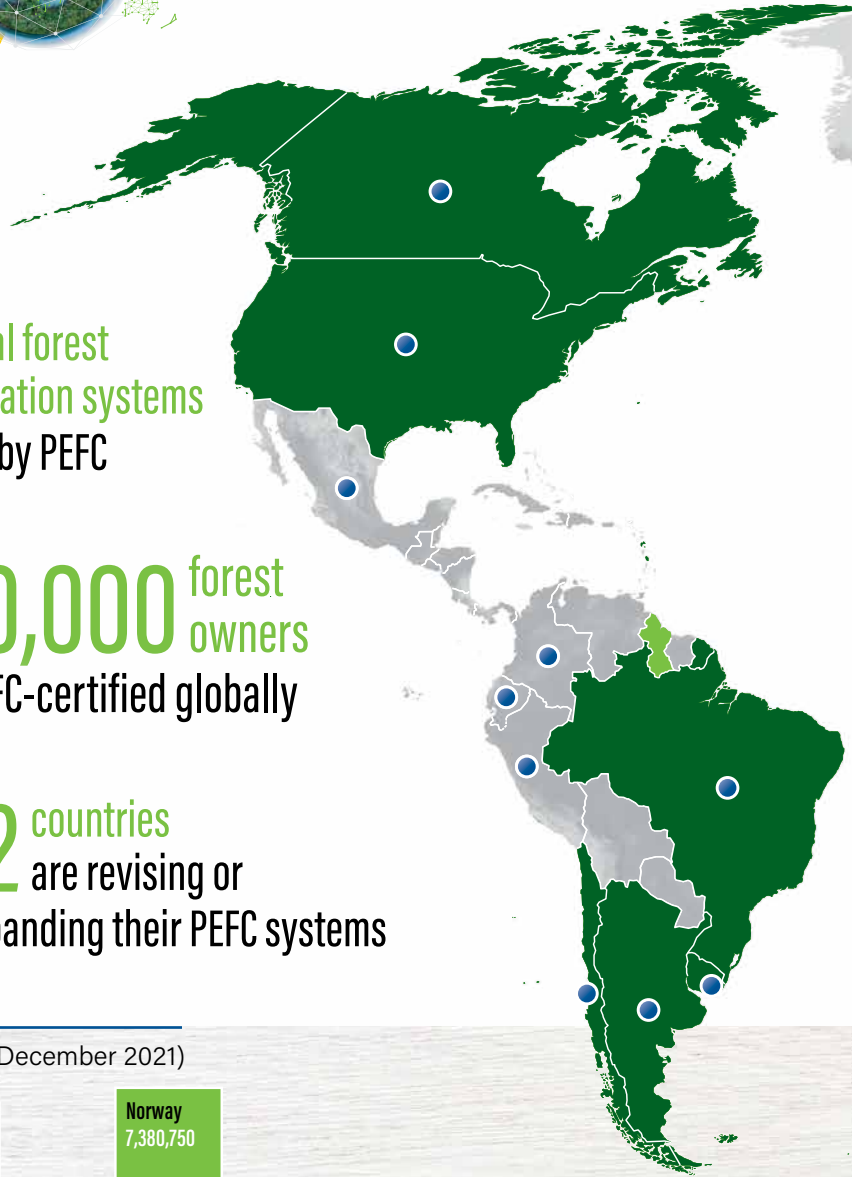 l forest
ation systems
by PEFC
0,000 forest
owners
FC-certified globally
2 countries
are revising or
anding their PEFC systems
December 2021)
Norway
7,380,750